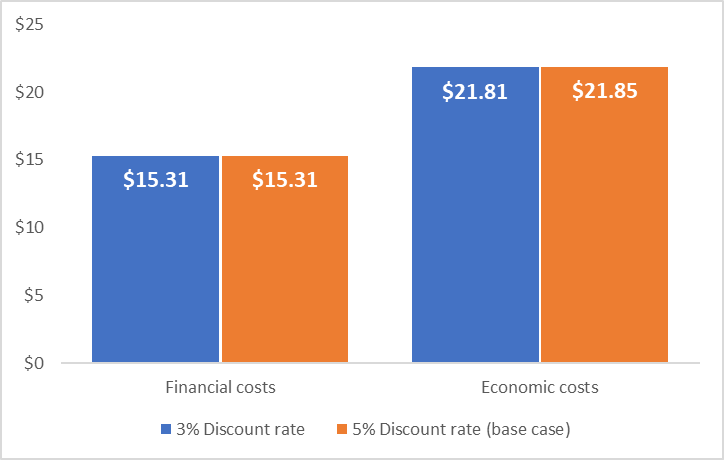 $25
$20
$15
$10
$5
$0
$15.31
$15.31
$21.81
$21.85
Financial costs
Economic costs
3% Discount rate
5% Discount rate (base case)